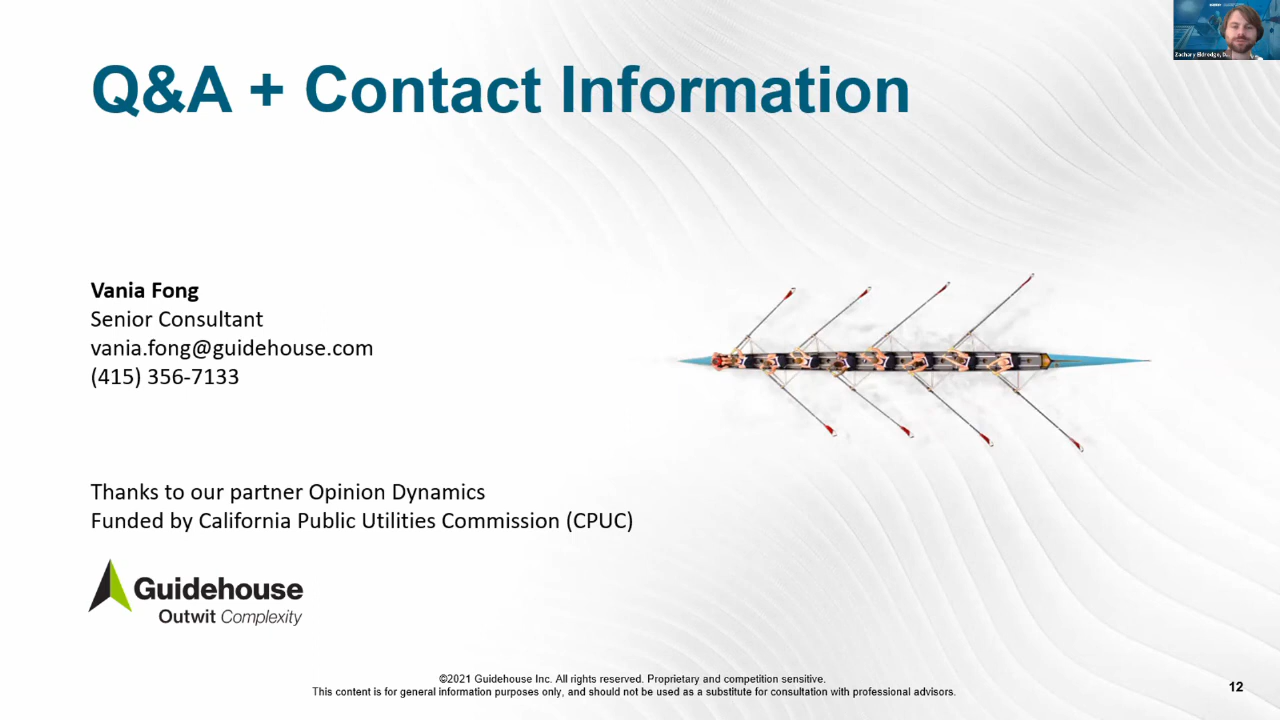 Q&A + Contact Information
Zachary Eldredge, D
Vania Fong
Senior Consultant
vania.fong@guidehouse.com
(415) 356-7133
Thanks to our partner Opinion Dynamics
Funded by California Public Utilities Commission (CPUC)
Guidehouse
Outwit Complexity
©2021 Guidehouse Inc. All rights reserved. Proprietary and competition sensitive.
This content is for general information purposes only, and should not be used as a substitute for consultation with professional advisors.
12